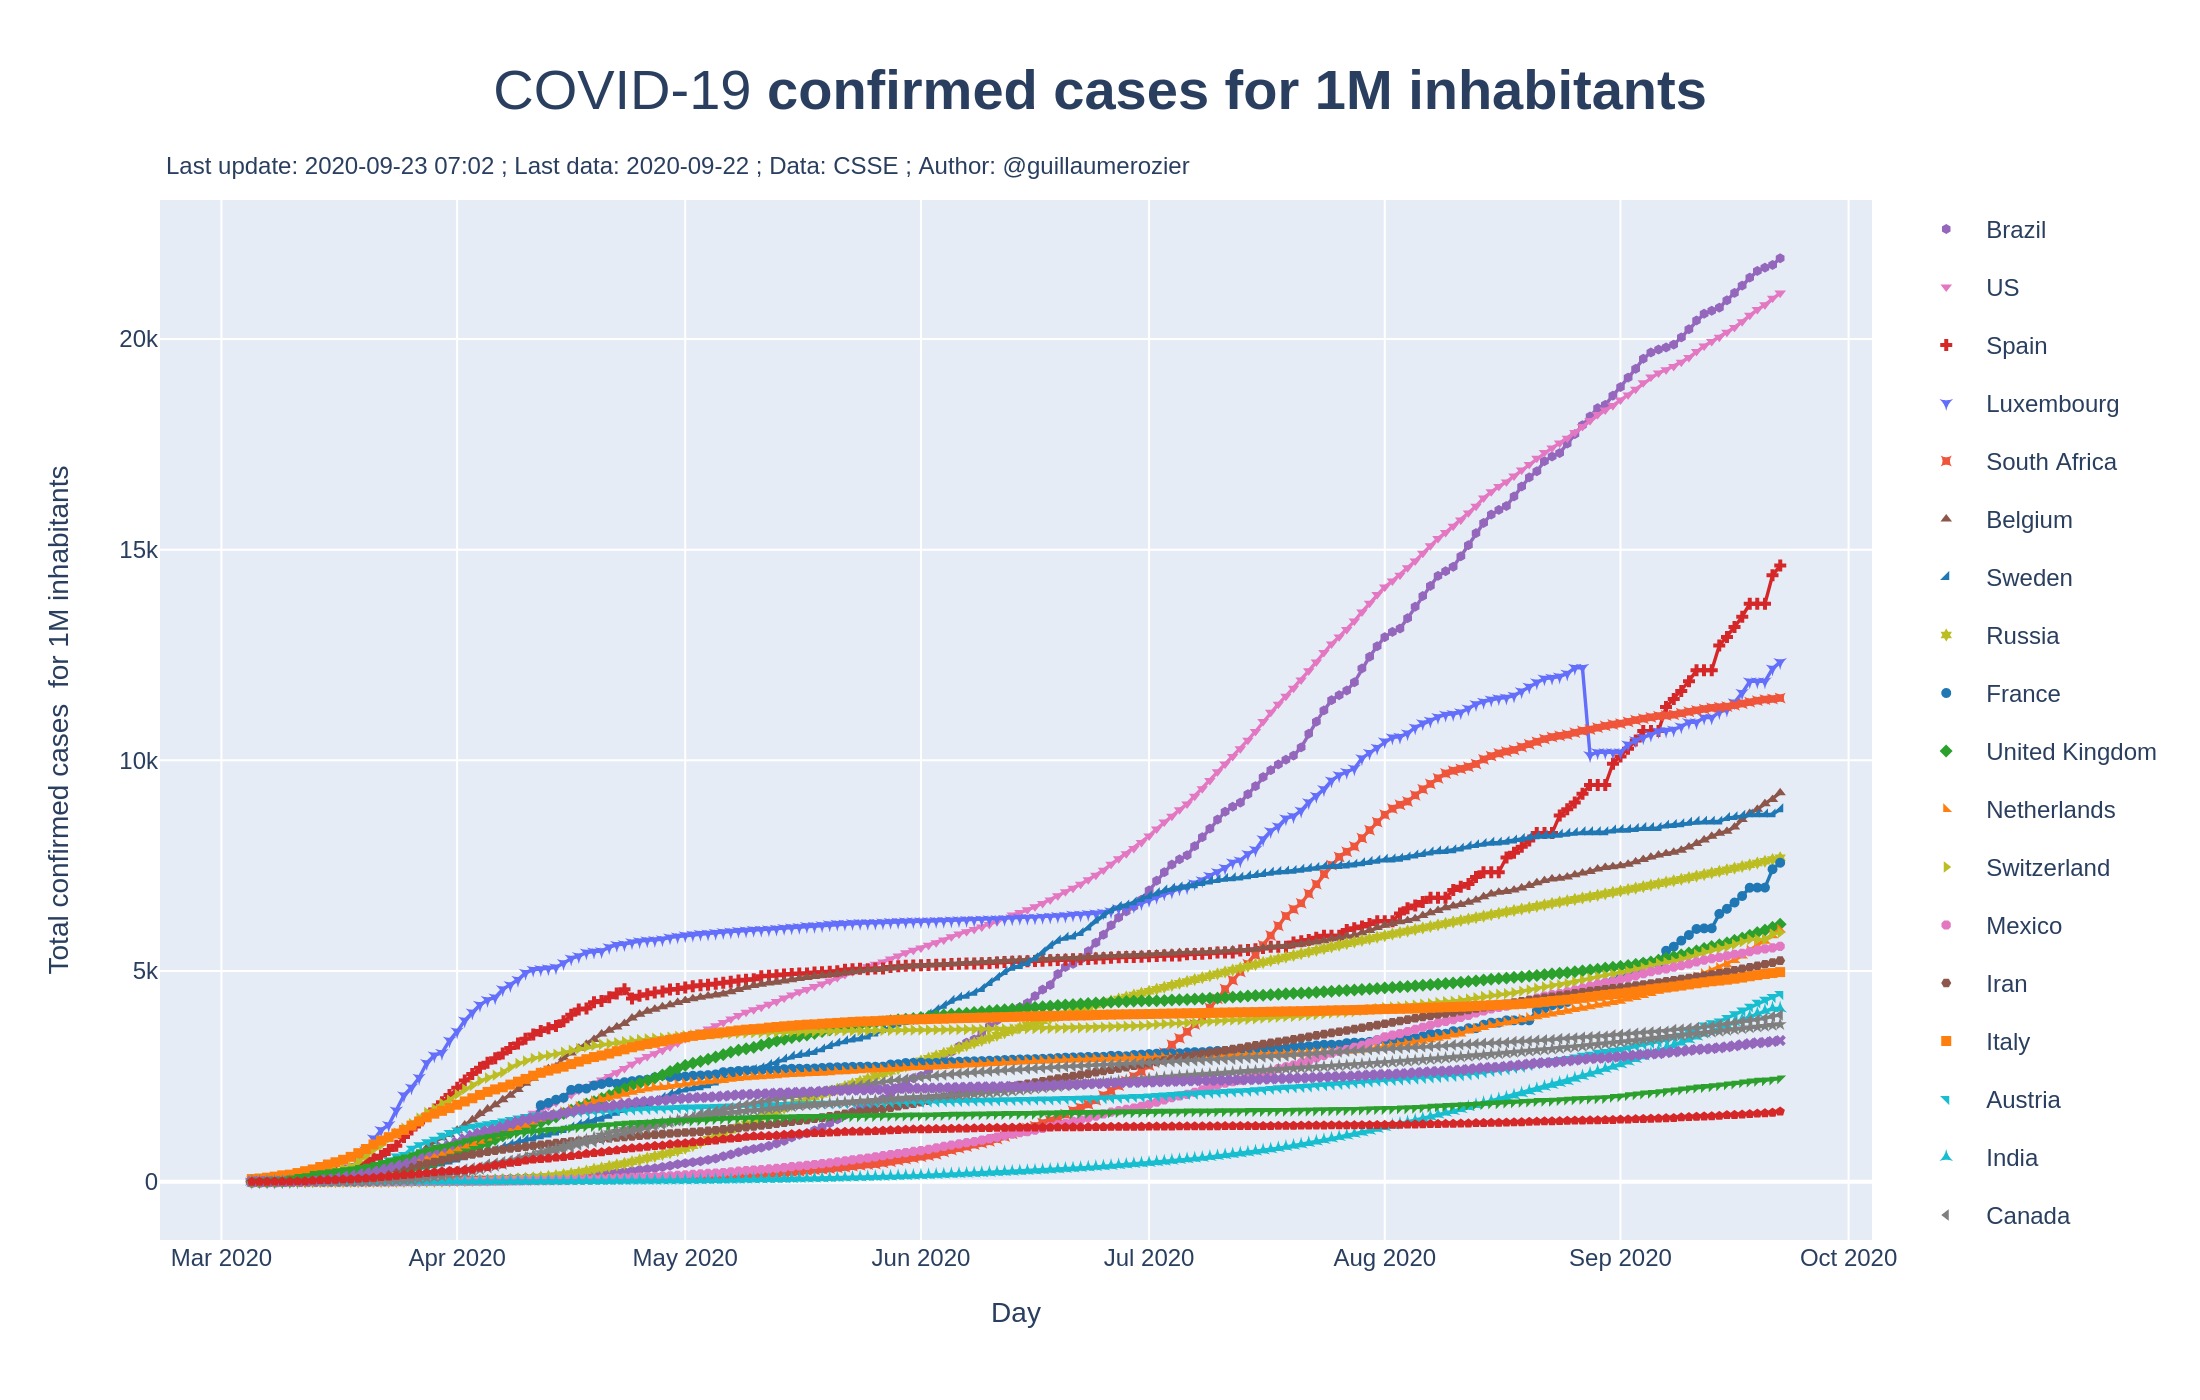 COVID-19 confirmed cases for 1M inhabitants
Last update: 2020-09-23 07:02 ; Last data: 2020-09-22 ; Data: CSSE ; Author: @guillaumerozier
Total confirmed cases for 1M inhabitants
20k
15k
10k
5k
0
Mar 2020
Apr 2020
May 2020
Jun 2020
Jul 2020
Aug 2020
Sep 2020
Oct 2020
Day
Brazil
US
Spain
Luxembourg
South Africa
Belgium
Sweden
Russia
France
United Kingdom
Netherlands
Switzerland
Mexico
Iran
Italy
Austria
India
Canada